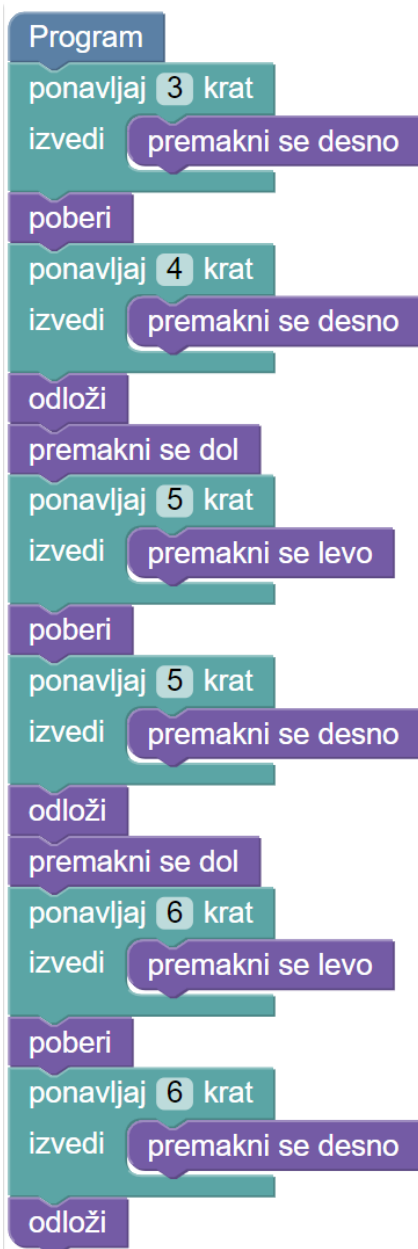 Program
ponavljaj 3 krat
izvedi premakni se desno
poberi
ponavljaj 4 krat
izvedi premakni se desno
odloži
premakni se dol
ponavljaj 5 krat
izvedi premakni se levo
poberi
ponavljaj 5 krat
izvedi premakni se desno
odloži
premakni se dol
ponavljaj 6 krat
izvedi premakni se levo
poberi
ponavljaj 6 krat
izvedi premakni se desno
odloži